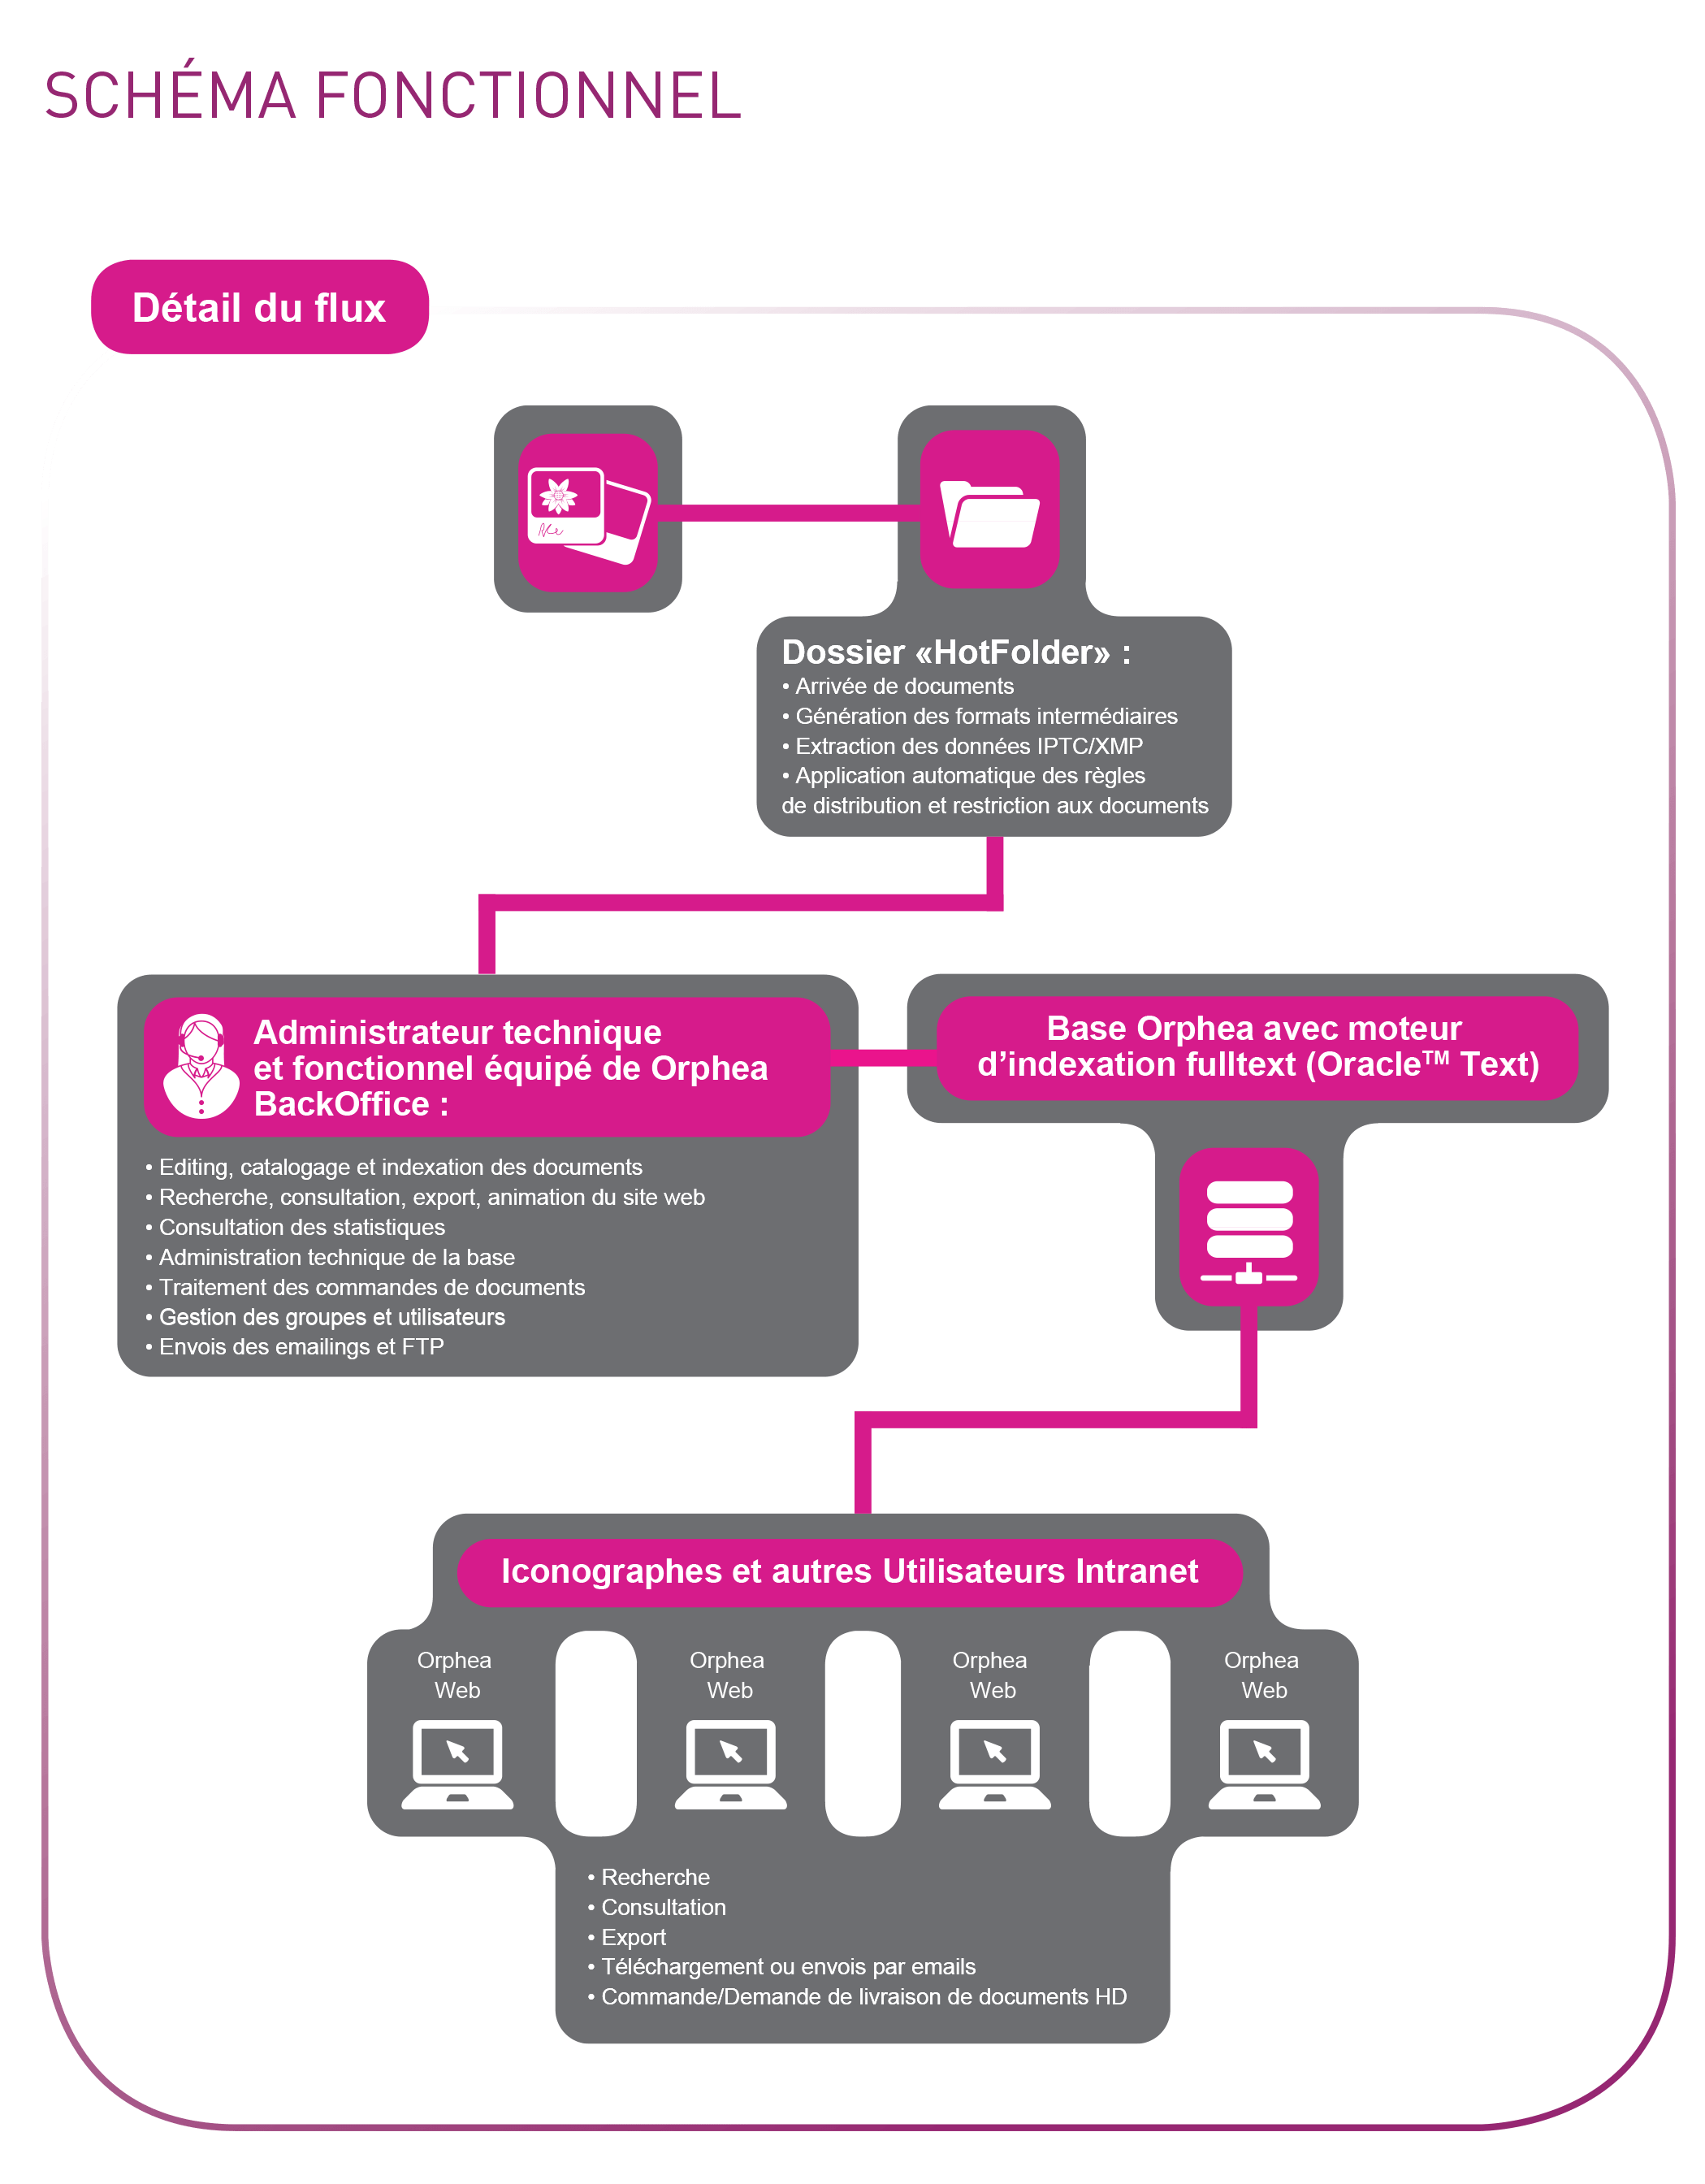 SCHÉMA FONCTIONNEL
Détail du flux
Dossier «HotFolder» :
• Arrivée de documents
• Génération des formats intermédiaires
• Extraction des données IPTC/XMP
• Application automatique des règles
de distribution et restriction aux documents
Administrateur technique
et fonctionnel équipé de Orphea
BackOffice :
• Editing, catalogage et indexation des documents
• Recherche, consultation, export, animation du site web
• Consultation des statistiques
• Administration technique de la base
• Traitement des commandes de documents
• Gestion des groupes et utilisateurs
• Envois des emailings et FTP
Base Orphea avec moteur
d’indexation fulltext (Oracle™ Text)
Iconographes et autres Utilisateurs Intranet
Orphea
Web
Orphea
Web
Orphea
Web
Orphea
Web
• Recherche
• Consultation
• Export
• Téléchargement ou envois par emails
• Commande/Demande de livraison de documents HD